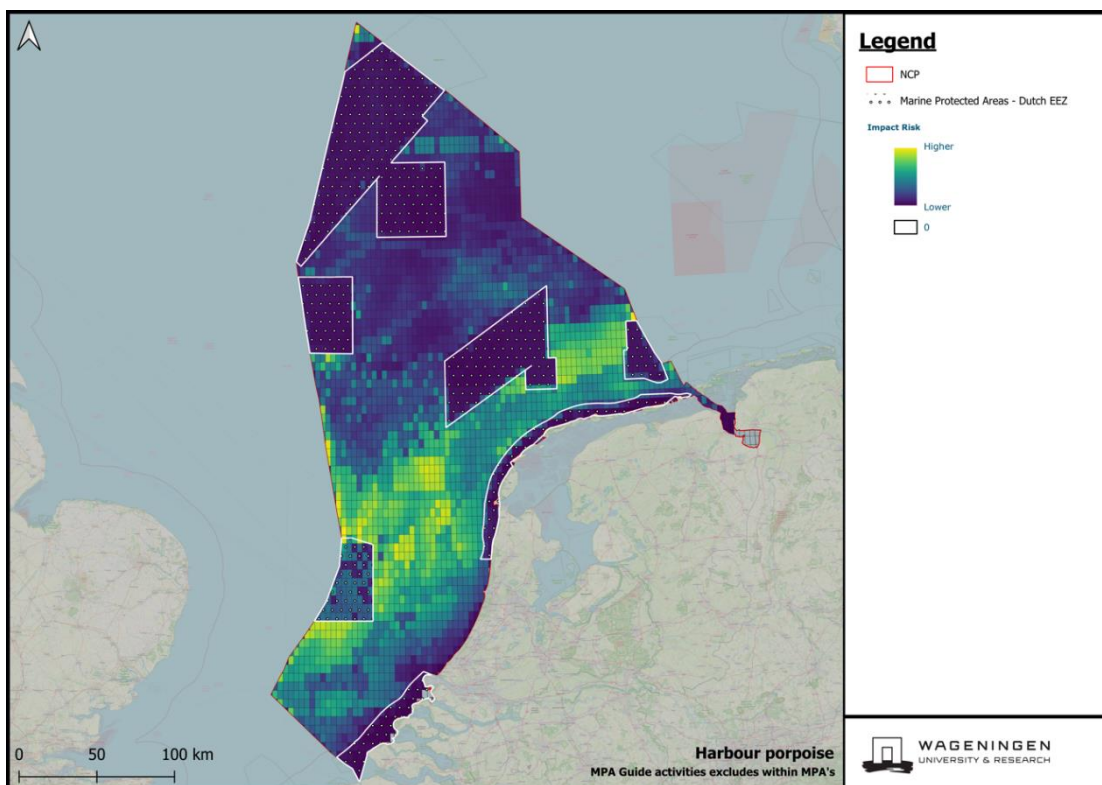 Legend
NCP
Marine Protected Areas - Dutch EEZ
Impact Risk
Higher
Lower
0
0 50 100 km
Harbour porpoise
MPA Guide activities excludes within MPA's
WAGENINGEN
UNIVERSITY & RESEARCH